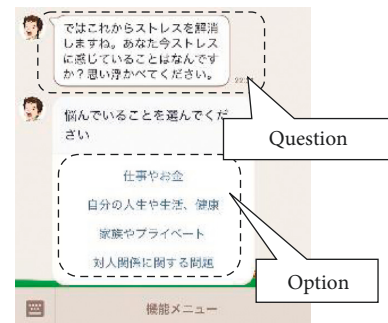 ではこれからストレスを解消
しますね。あなた今ストレス
に感じていることはなんです
か?思い浮かべてください。
悩んでいることを選んでくだ
さい
Question
仕事やお金
自分の人生や生活、健康
家族やプライベート
対人関係に関する問題
Option
機能メニュー